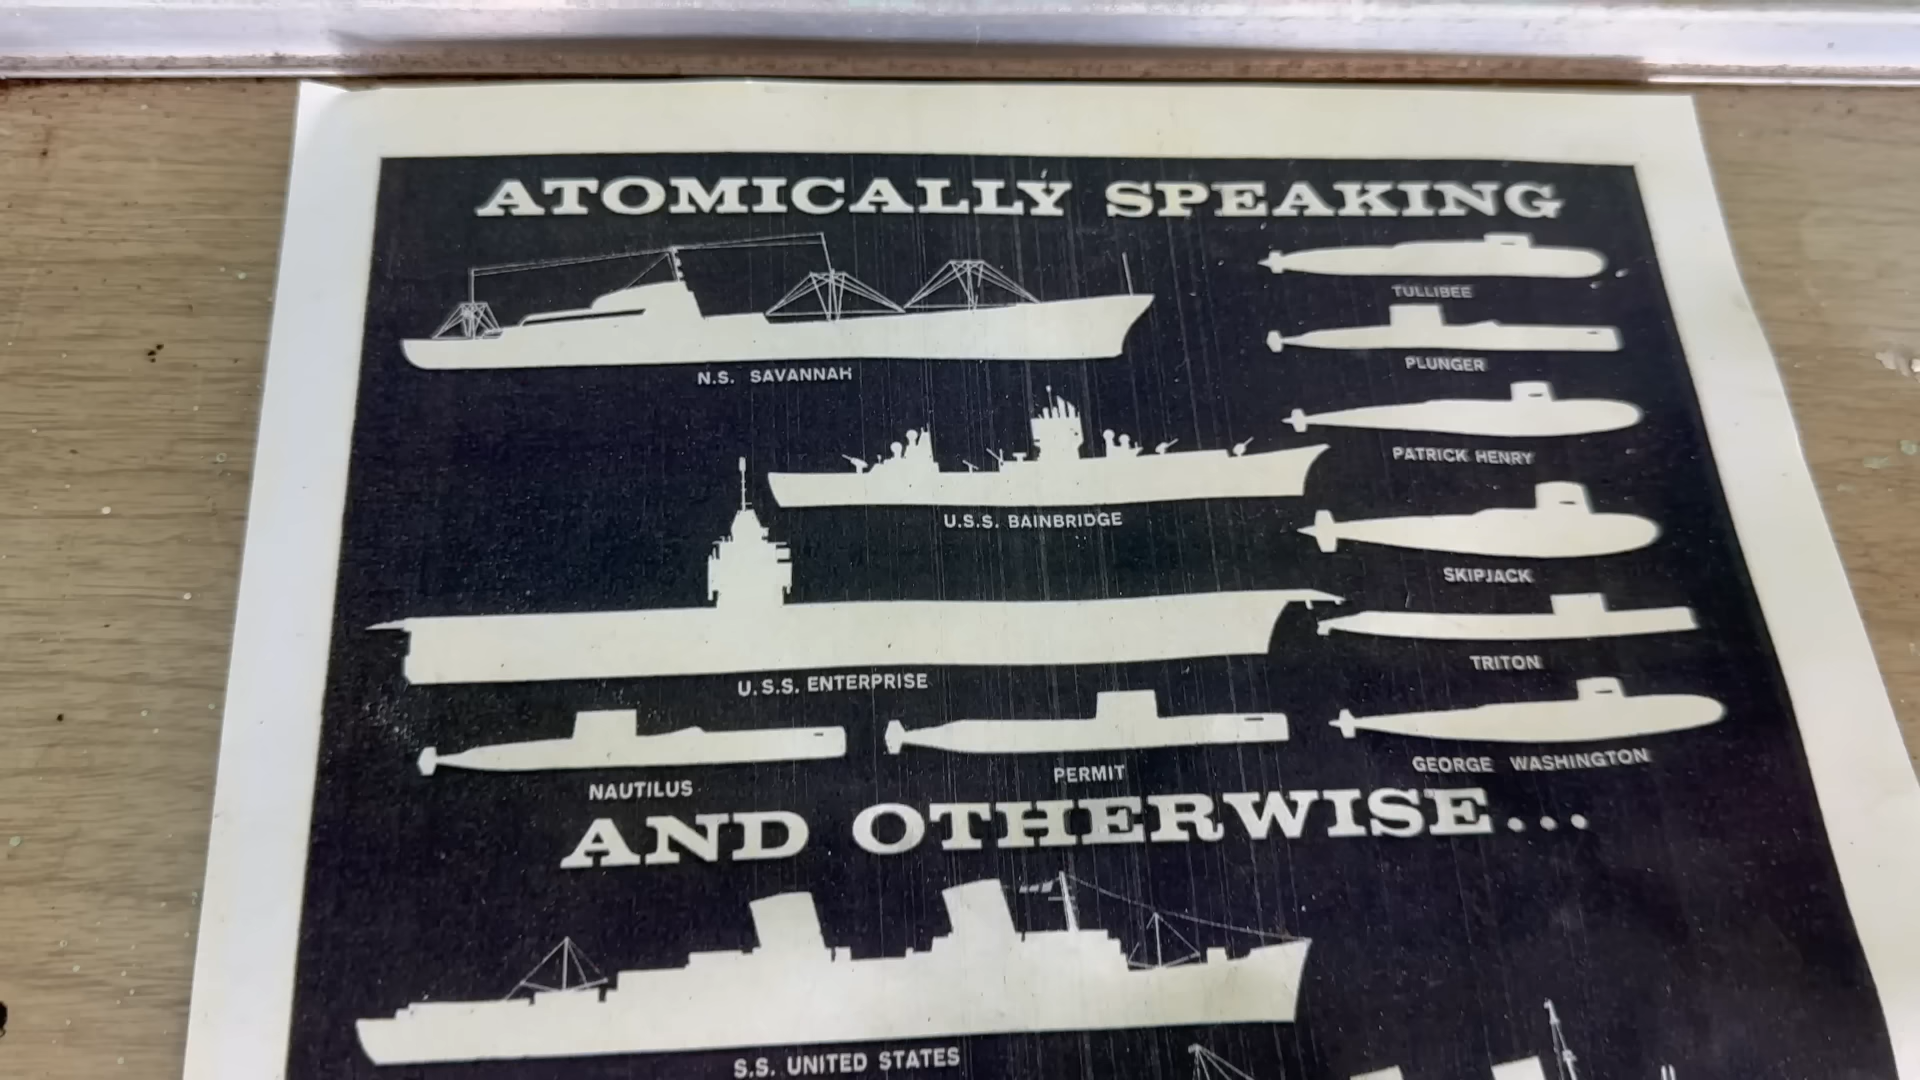 ATOMICALLY SPEAKING
TULLIBEE
PLUNGER
N.S. SAVANNAH
PATRICK HENRY
U.S.S. BAINBRIDGE
SKIPJACK
TRITON
U.S.S. ENTERPRISE
GEORGE WASHINGTON
PERMIT
NAUTILUS
AND OTHERWISE...
S.S. UNITED STATES